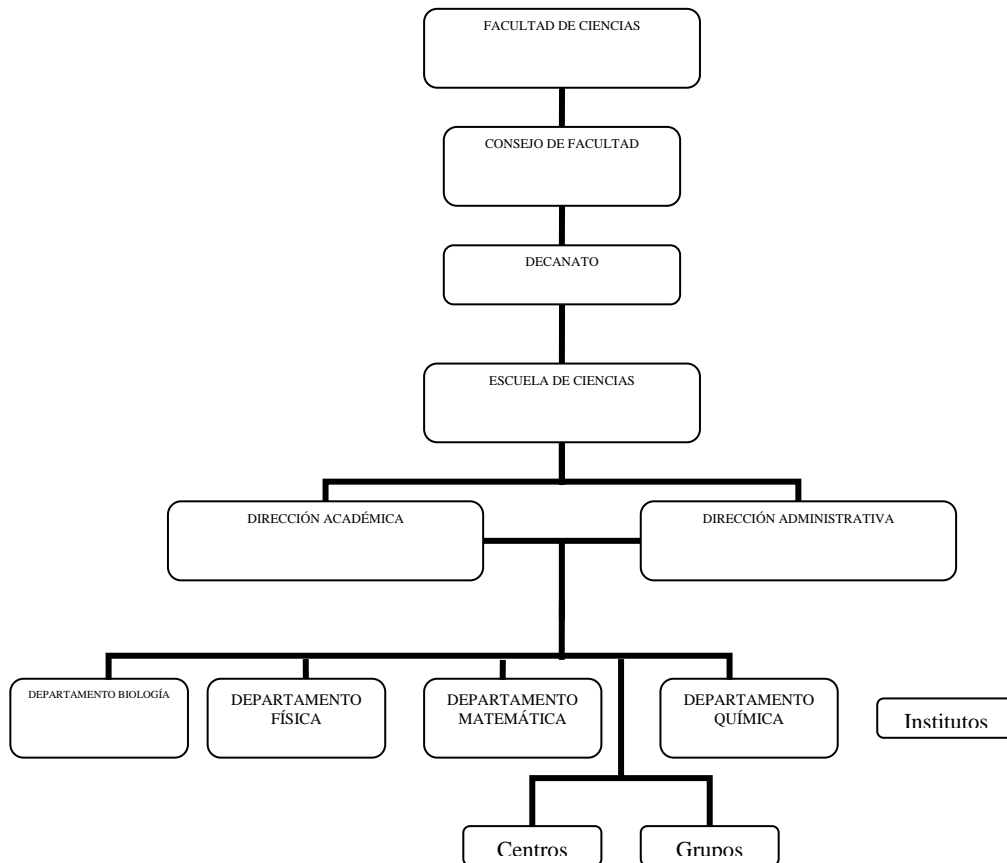 FACULTAD DE CIENCIAS
CONSEJO DE FACULTAD
DECANATO
ESCUELA DE CIENCIAS
DIRECCIÓN ACADÉMICA
DIRECCIÓN ADMINISTRATIVA
DEPARTAMENTO BIOLOGÍA
DEPARTAMENTO
FÍSICA
DEPARTAMENTO
MATEMÁTICA
DEPARTAMENTO
QUÍMICA
Institutos
Centros
Grupos